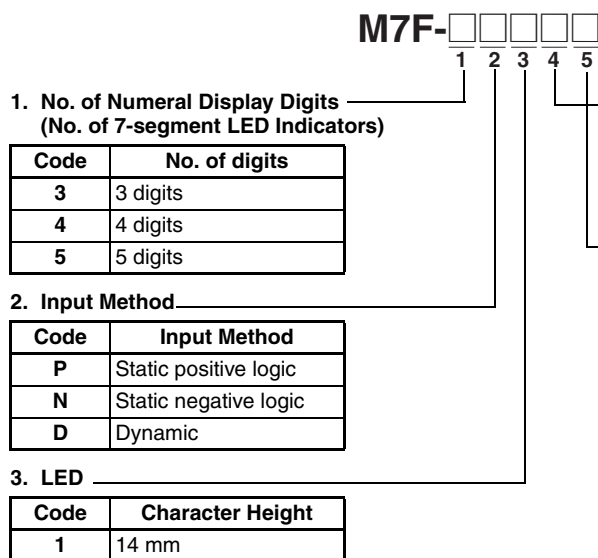 M7F-□□□□□
1 2 3 4 5
1. No. of Numeral Display Digits
(No. of 7-segment LED Indicators)
Code No. of digits
3 3 digits
4 4 digits
5 5 digits
2. Input Method
Code Input Method
P Static positive logic
N Static negative logic
D Dynamic
3. LED
Code Character Height
1 14 mm